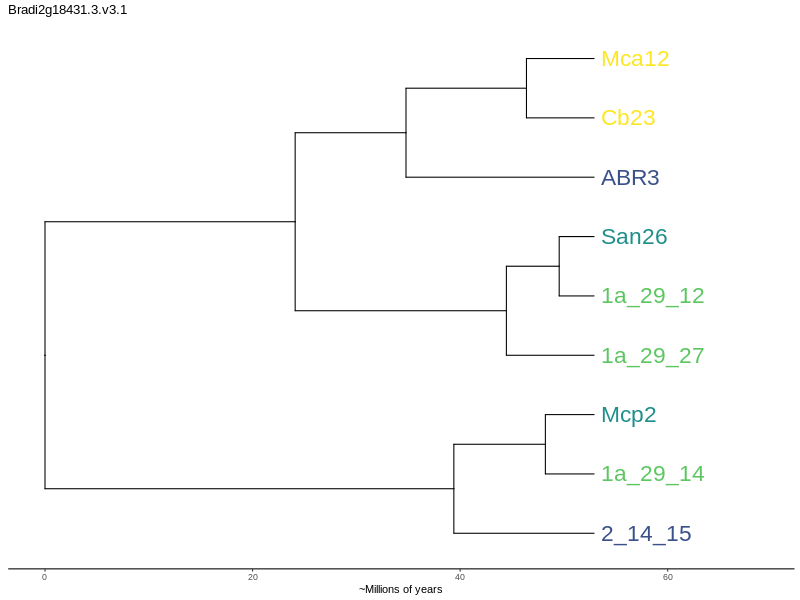 Bradi2g18431.3.v3.1
Mca12
Cb23
ABR3
San26
1a_29_12
1a_29_27
Mcp2
1a_29_14
2_14_15
0 20 40 60
~Millions of years